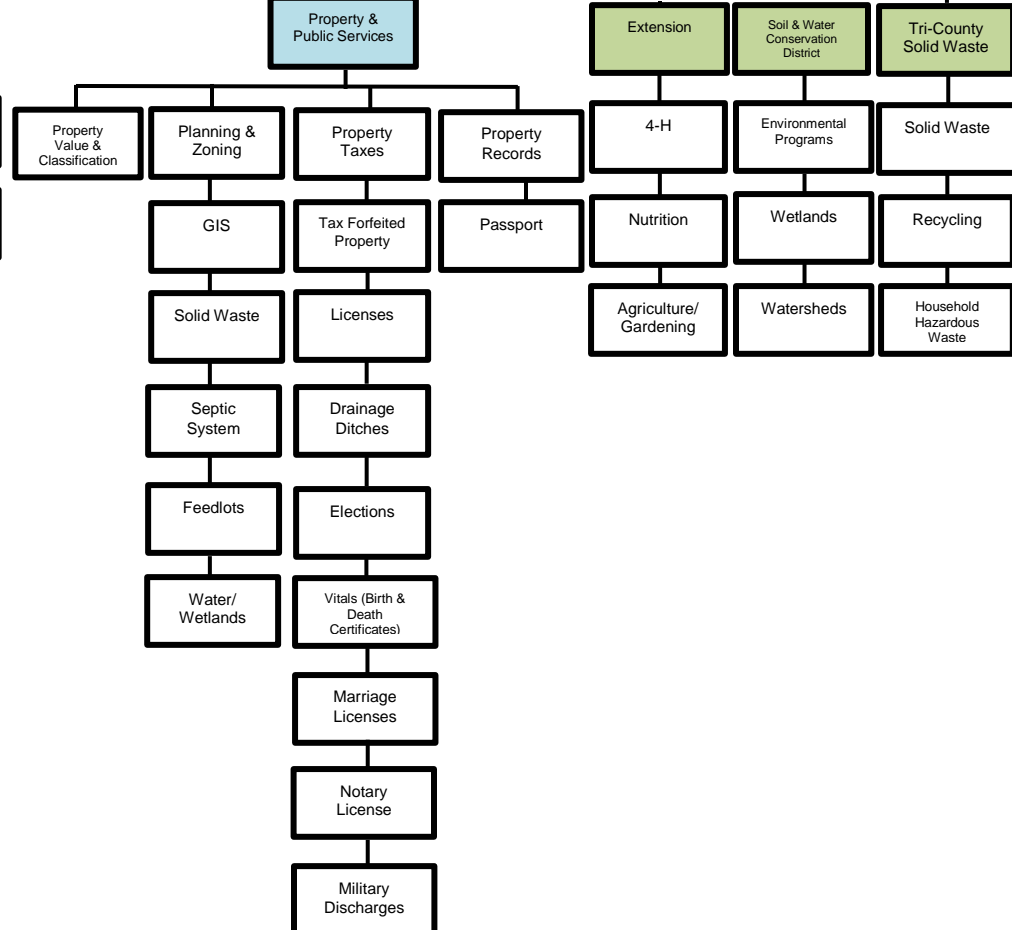 Property &
Public Services
Extension
Soil & Water
Conservation
District
Tri-County
Solid Waste
Property
Value &
Classification
Planning &
Zoning
Property
Taxes
Property
Records
4-H
Environmental
Programs
Solid Waste
GIS
Tax Forfeited
Property
Passport
Nutrition
Wetlands
Recycling
Solid Waste
Licenses
Agriculture/
Gardening
Watersheds
Household
Hazardous
Waste
Septic
System
Drainage
Ditches
Feedlots
Elections
Water/
Wetlands
Vitals (Birth &
Death
Certificates)
Marriage
Licenses
Notary
License
Military
Discharges